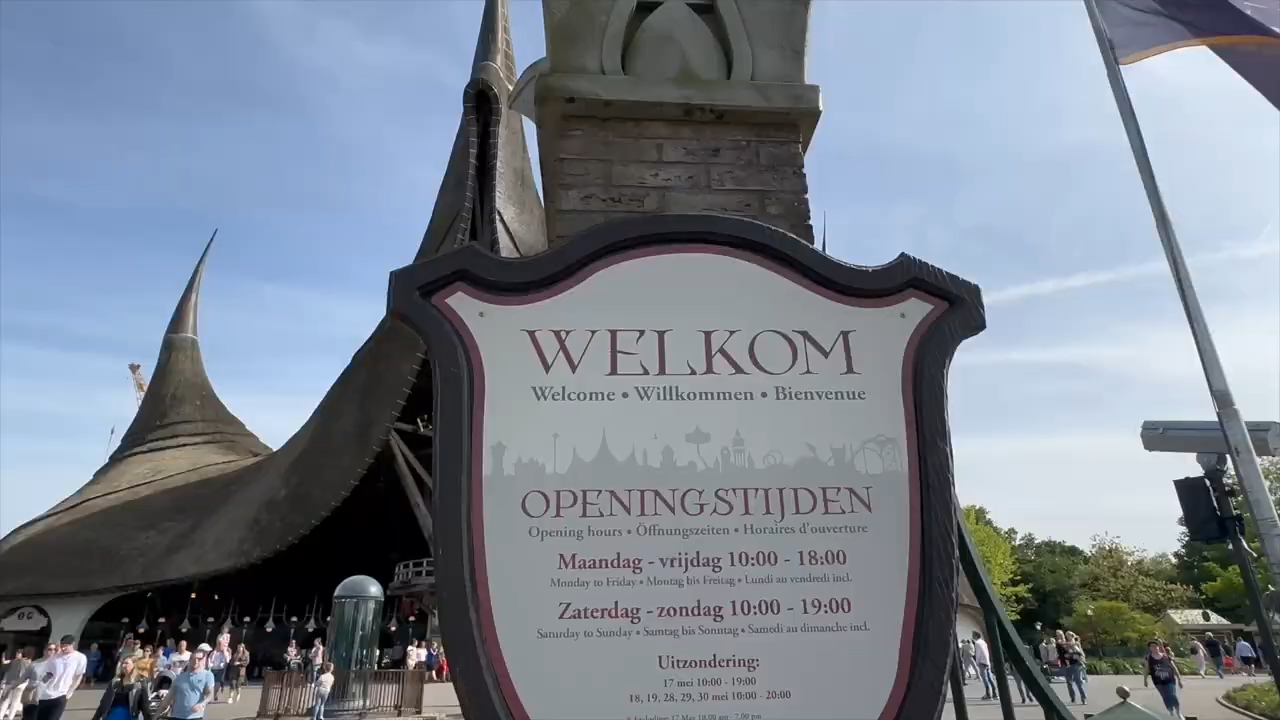 WELKOM
Welcome • Willkommen • Bienvenue
OPENINGSTIJDEN
Opening hours • Öffnungszeiten • Horaires d'ouverture
Maandag - vrijdag 10:00 - 18:00
Monday to Friday • Montag bis Freitag • Lundi au vendredi incl.
Zaterdag - zondag 10:00 - 19:00
Saturday to Sunday • Samtag bis Sonntag • Samedi au dimanche incl.
Uitzondering:
17 mei 10:00 - 19:00
18, 19, 28, 29, 30 mei 10:00 - 20:00